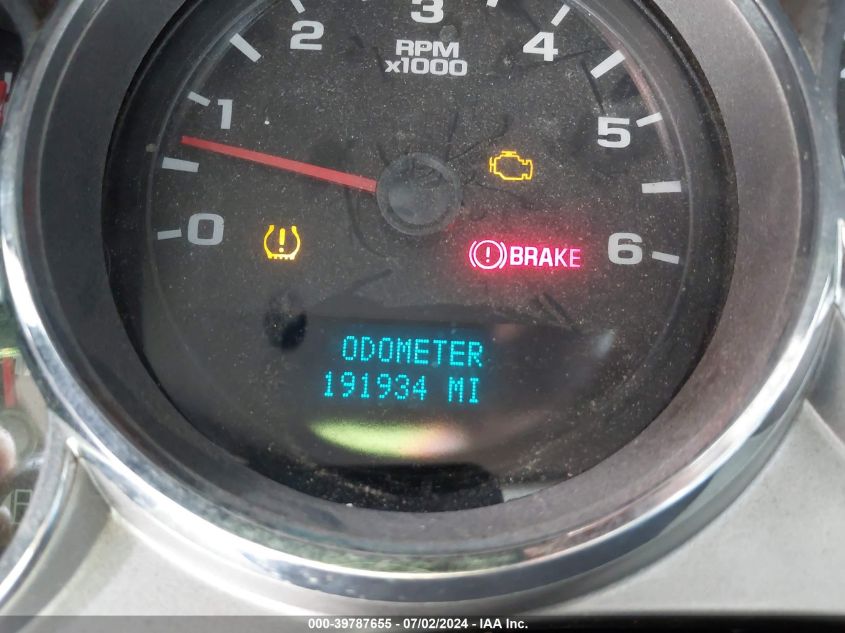 3
2
4
RPM
x1000
1
5
0
6
(!) BRAKE
ODOMETER
191934 MI
000-39787655 - 07/02/2024 - IAA Inc.